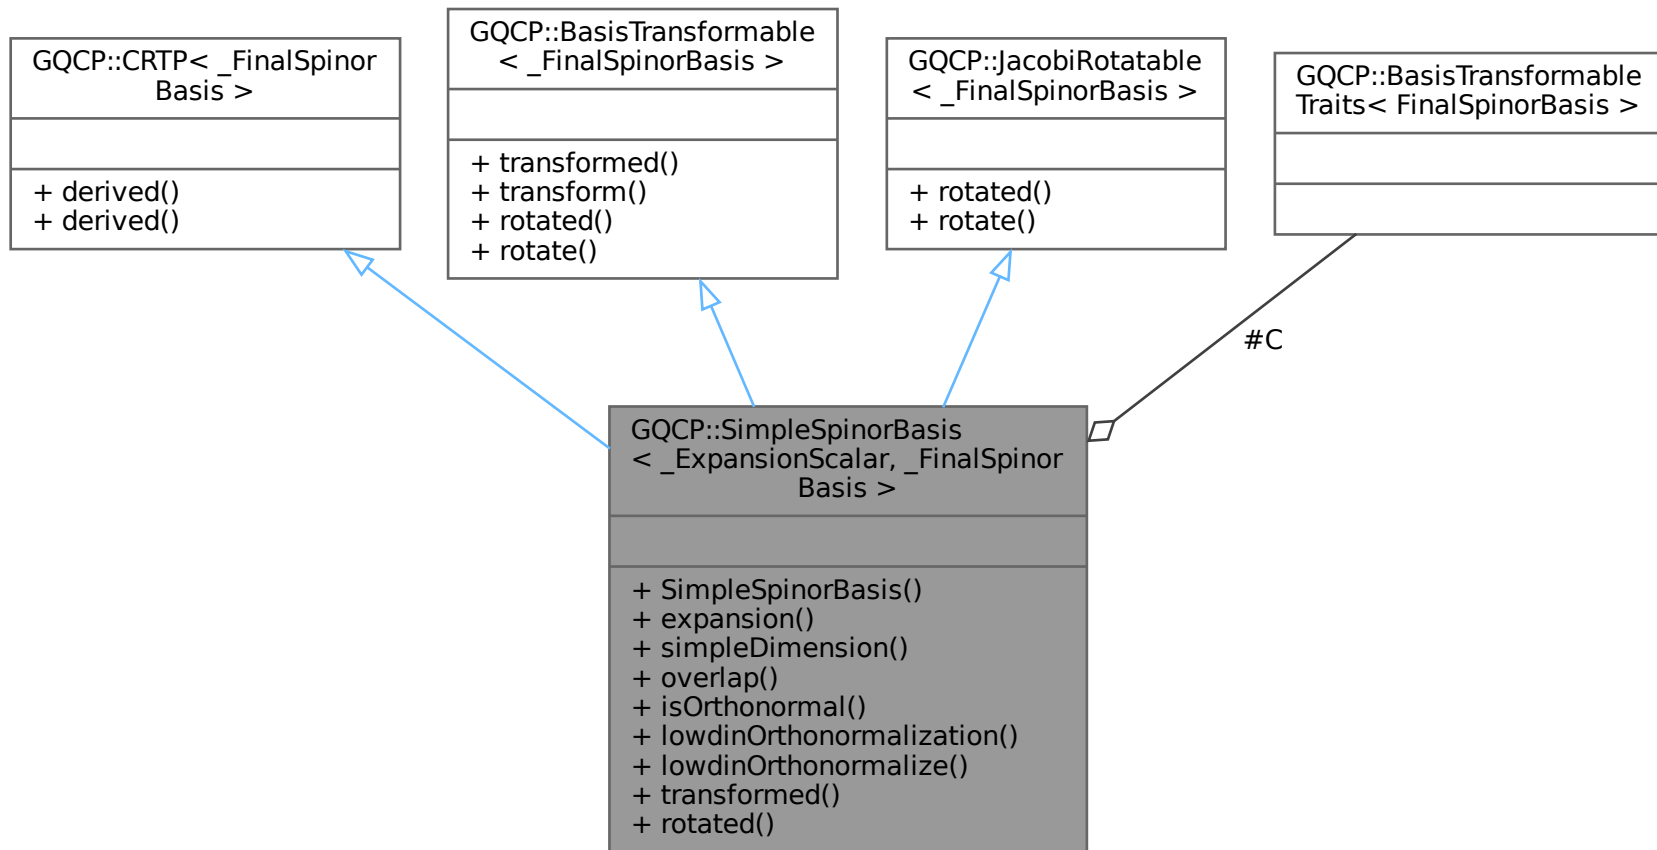 GQCP::CRTP< _FinalSpinor
Basis >
+ derived()
+ derived()
GQCP::BasisTransformable
< _FinalSpinorBasis >
+ transformed()
+ transform()
+ rotated()
+ rotate()
GQCP::JacobiRotatable
< _FinalSpinorBasis >
+ rotated()
+ rotate()
GQCP::BasisTransformable
Traits< FinalSpinorBasis >
#C
GQCP::SimpleSpinorBasis
< _ExpansionScalar, _FinalSpinor
Basis >
+ SimpleSpinorBasis()
+ expansion()
+ simpleDimension()
+ overlap()
+ isOrthonormal()
+ lowdinOrthonormalization()
+ lowdinOrthonormalize()
+ transformed()
+ rotated()